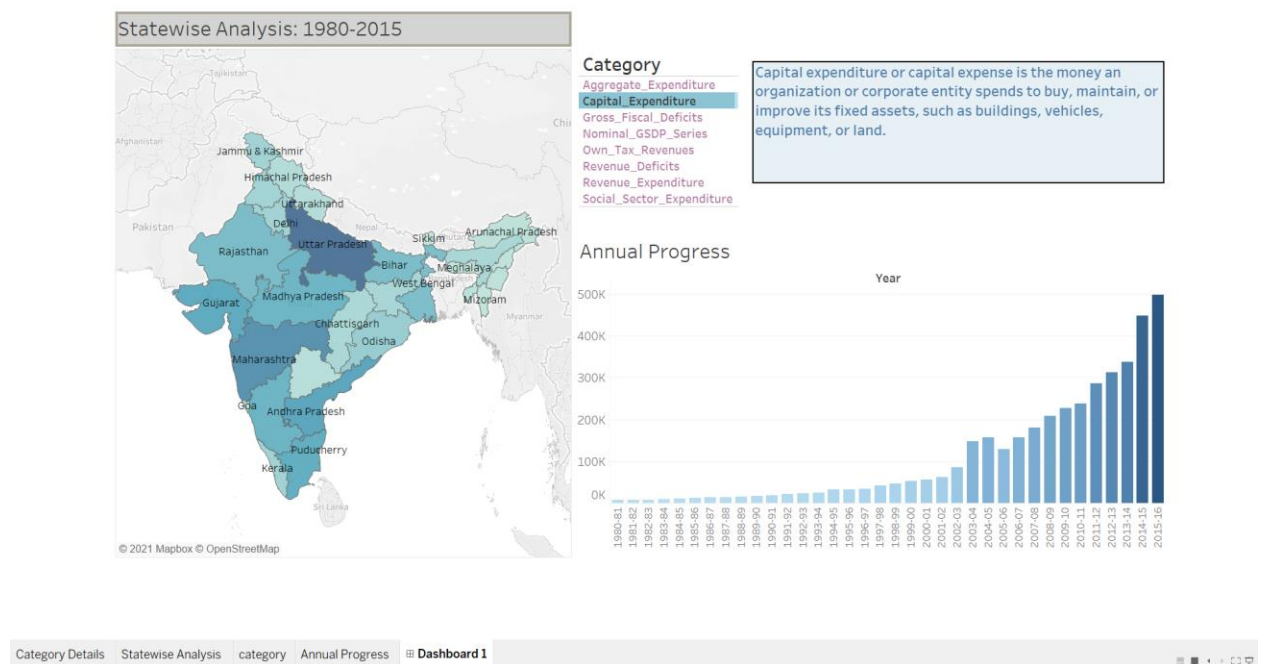 Statewise Analysis: 1980-2015
Tajikistan
Afghanistan
Pakistan
Nepal
Myanmar
Sri Lanka
Jammu & Kashmir
Himachal Pradesh
Uttarakhand
Delhi
Rajasthan
Uttar Pradesh
Sikkim
Arunachal Pradesh
Bihar
Meghalaya
West Bengal
Gujarat
Madhya Pradesh
Mizoram
Chhattisgarh
Odisha
Maharashtra
Goa
Andhra Pradesh
Puducherry
Kerala
© 2021 Mapbox © OpenStreetMap
Category
Aggregate_Expenditure
Capital_Expenditure
Gross_Fiscal_Deficits
Nominal_GSDP_Series
Own_Tax_Revenues
Revenue_Deficits
Revenue_Expenditure
Social_Sector_Expenditure
Capital expenditure or capital expense is the money an
organization or corporate entity spends to buy, maintain, or
improve its fixed assets, such as buildings, vehicles,
equipment, or land.
Annual Progress
Year
500K
400K
300K
200K
100K
0K
1980-81
1981-82
1982-83
1983-84
1984-85
1985-86
1986-87
1987-88
1988-89
1989-90
1990-91
1991-92
1992-93
1993-94
1994-95
1995-96
1996-97
1997-98
1998-99
1999-00
2000-01
2001-02
2002-03
2003-04
2004-05
2005-06
2006-07
2007-08
2008-09
2009-10
2010-11
2011-12
2012-13
2013-14
2014-15
2015-16
Category Details Statewise Analysis category Annual Progress Dashboard 1